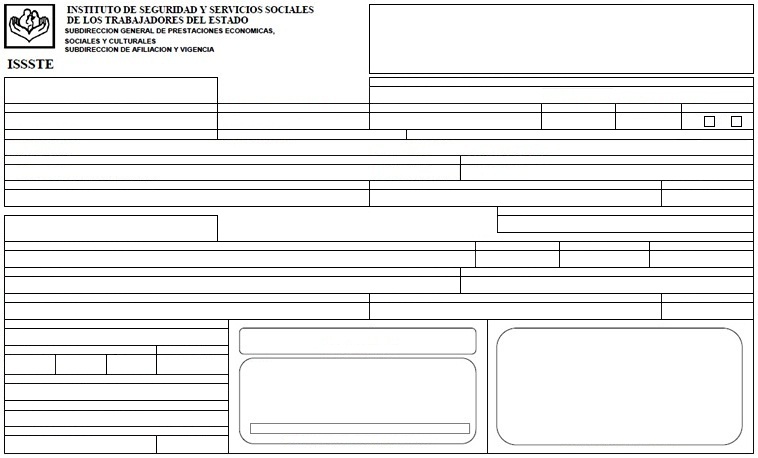 INSTITUTO DE SEGURIDAD Y SERVICIOS SOCIALES
DE LOS TRABAJADORES DEL ESTADO
SUBDIRECCION GENERAL DE PRESTACIONES ECONOMICAS,
SOCIALES Y CULTURALES
SUBDIRECCION DE AFILIACION Y VIGENCIA
ISSSTE